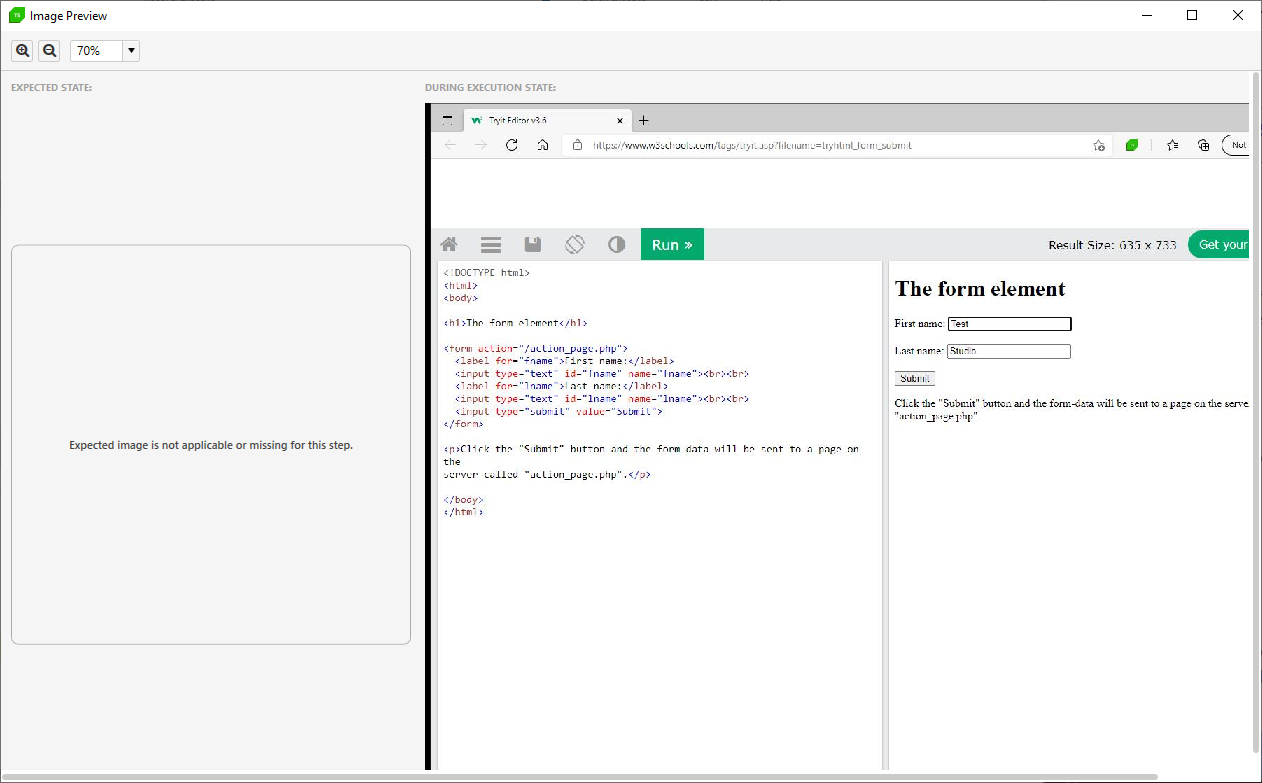 TS Image Preview
70%
EXPECTED STATE:
DURING EXECUTION STATE:
Expected image is not applicable or missing for this step.
Tryit Editor v3.6
https://www.w3schools.com/tags/tryit.asp?filename=tryhtml_form_submit
Not
Run »
Result Size: 635 x 733
Get your
<!DOCTYPE html>
<html>
<body>
<h1>The form element</h1>
<form action="/action_page.php">
<label for="fname">First name:</label>
<input type="text" id="fname" name="fname"><br><br>
<label for="lname">Last name:</label>
<input type="text" id="lname" name="lname"><br><br>
<input type="submit" value="Submit">
</form>
<p>Click the "Submit" button and the form-data will be sent to a page on
the
server called "action_page.php".</p>
</body>
</html>
The form element
First name: Test
Last name: Studio
Submit
Click the "Submit" button and the form-data will be sent to a page on the serve
"action_page.php"